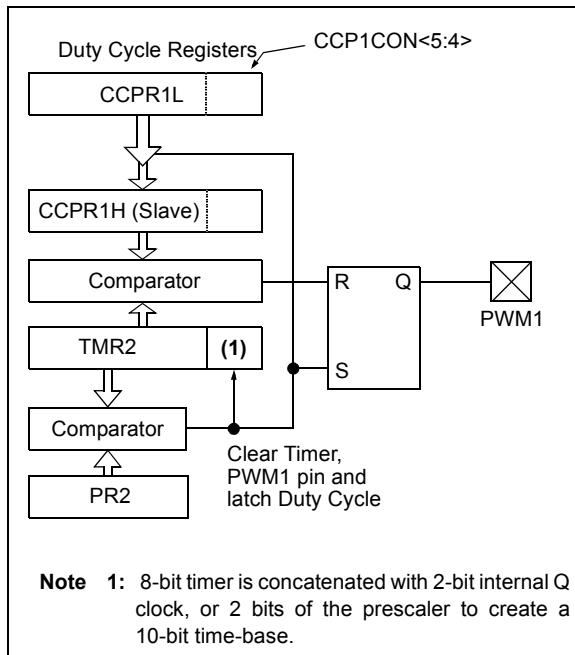 Duty Cycle Registers
CCP1CON<5:4>
CCPR1L
CCPR1H (Slave)
Comparator
R Q
PWM1
TMR2 (1)
S
Comparator
Clear Timer,
PWM1 pin and
latch Duty Cycle
PR2
Note 1: 8-bit timer is concatenated with 2-bit internal Q
clock, or 2 bits of the prescaler to create a
10-bit time-base.